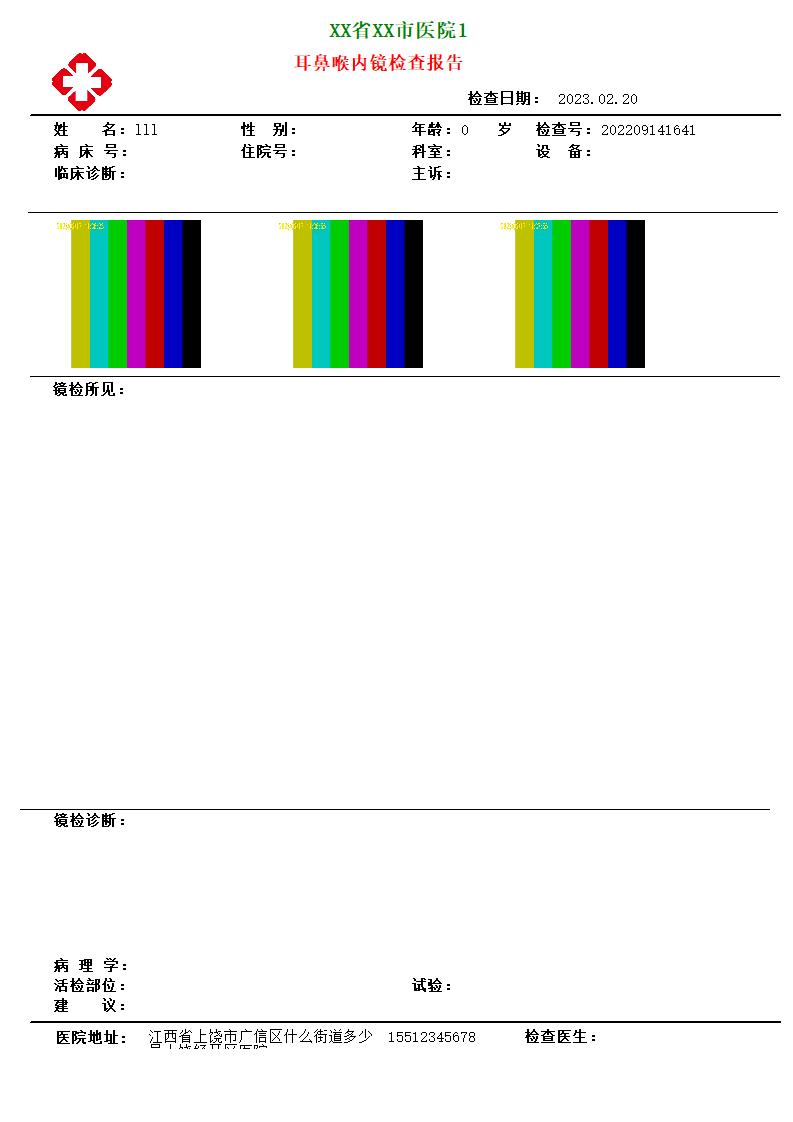 XX省XX市医院1
耳鼻喉内镜检查报告
检查日期： 2023.02.20
姓　　名：lll 性　别： 年龄：0 岁 检查号：202209141641
病 床 号： 住院号： 科室： 设　备：
临床诊断： 主诉：
镜检所见：
镜检诊断：
病 理 学：
活检部位： 试验：
建　　议：
医院地址： 江西省上饶市广信区什么街道多少 15512345678 检查医生：